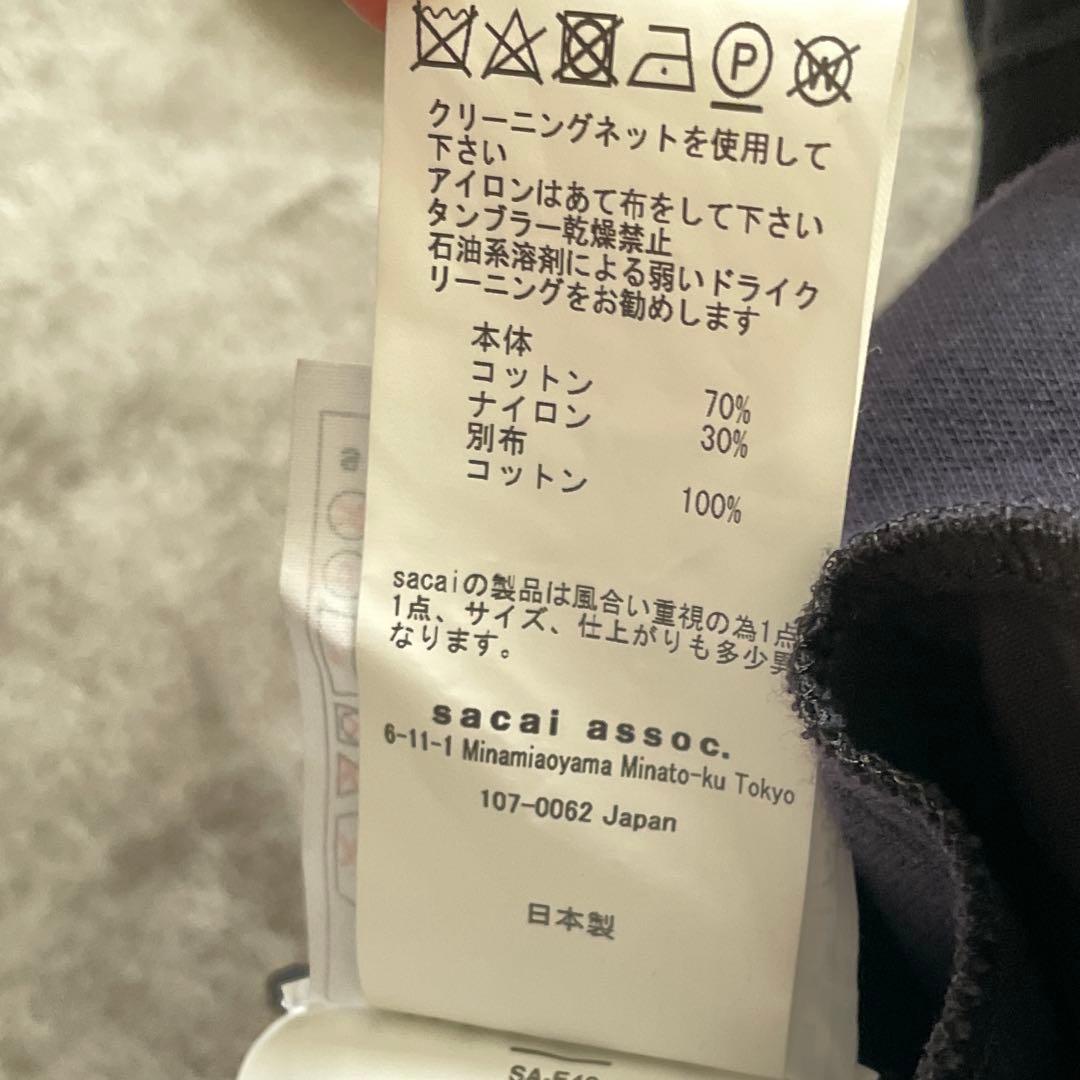 P
W
クリーニングネットを使用して
下さい
アイロンはあて布をして下さい
タンブラー乾燥禁止
石油系溶剤による弱いドライク
リーニングをお勧めします
本体
コットン 70%
ナイロン 30%
別布
コットン 100%
sacaiの製品は風合い重視の為1点
1点、サイズ、仕上がりも多少異
なります。
sacai assoc.
6-11-1 Minamiaoyama Minato-ku Tokyo
107-0062 Japan
日本製